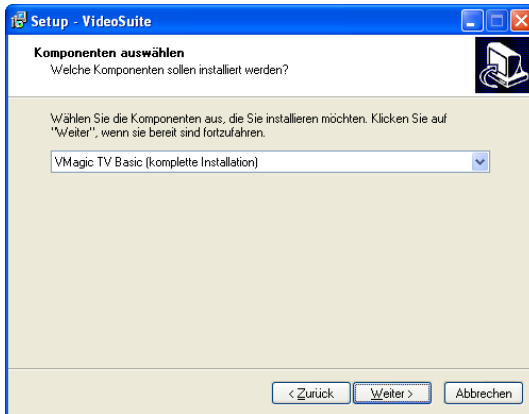 Setup - VideoSuite
Komponenten auswählen
Welche Komponenten sollen installiert werden?
Wählen Sie die Komponenten aus, die Sie installieren möchten. Klicken Sie auf
"Weiter", wenn sie bereit sind fortzufahren.
VMagic TV Basic (komplette Installation)
< Zurück
Weiter >
Abbrechen